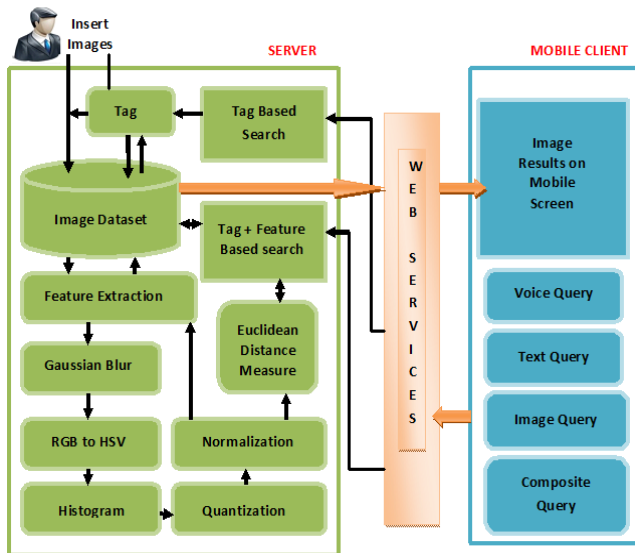 Insert
Images
SERVER
MOBILE CLIENT
Tag
Tag Based
Search
Image Dataset
Tag + Feature
Based search
Feature Extraction
Euclidean
Distance
Measure
Gaussian Blur
RGB to HSV
Normalization
Histogram
Quantization
WEB SERVICES
Image
Results on
Mobile
Screen
Voice Query
Text Query
Image Query
Composite
Query